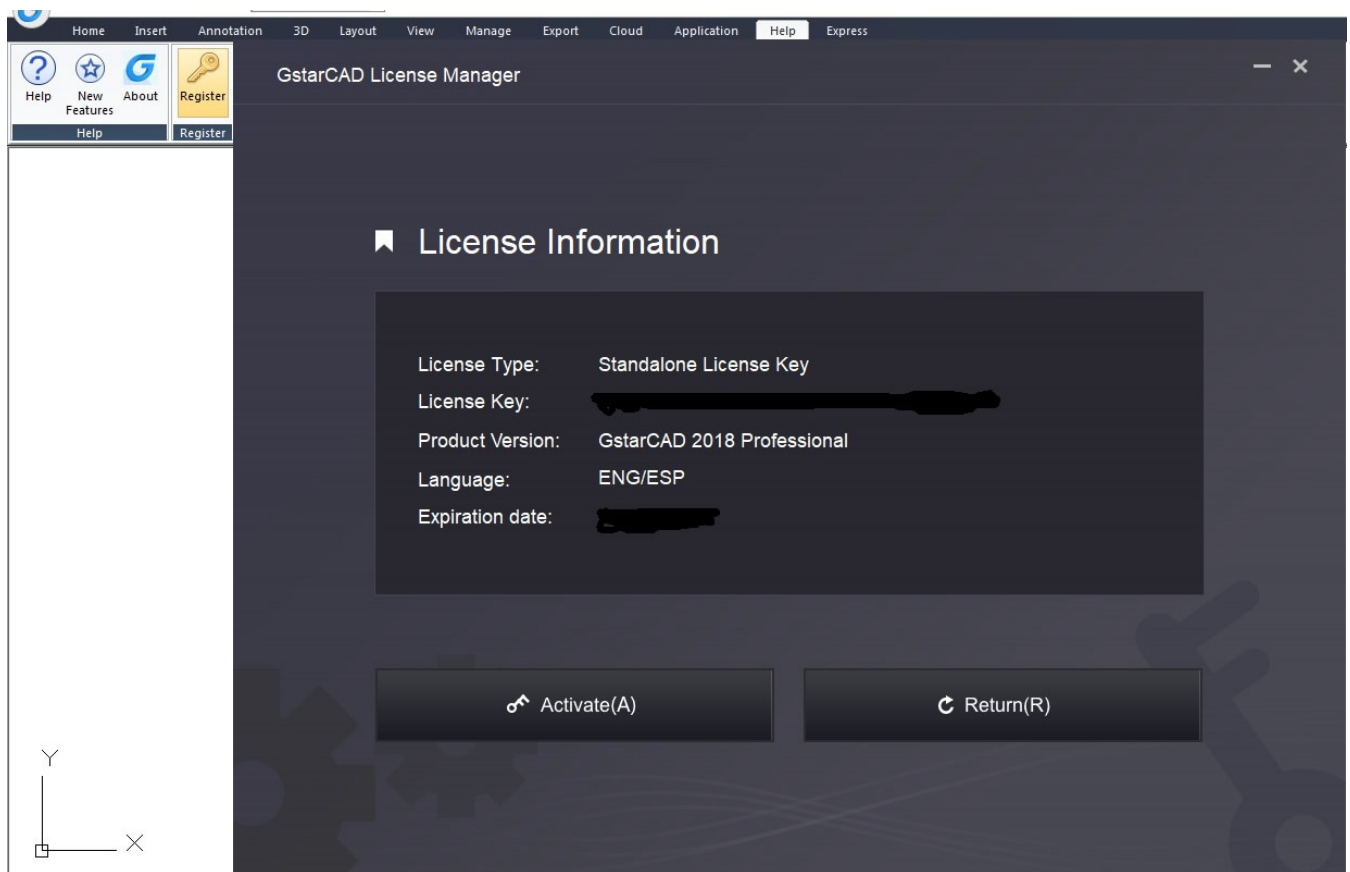 Home Insert Annotation 3D Layout View Manage Export Cloud Application Help Express
Help New Features About Register
Help Register
GstarCAD License Manager
License Information
License Type: Standalone License Key
License Key:
Product Version: GstarCAD 2018 Professional
Language: ENG/ESP
Expiration date:
Activate(A) Return(R)
Y
X